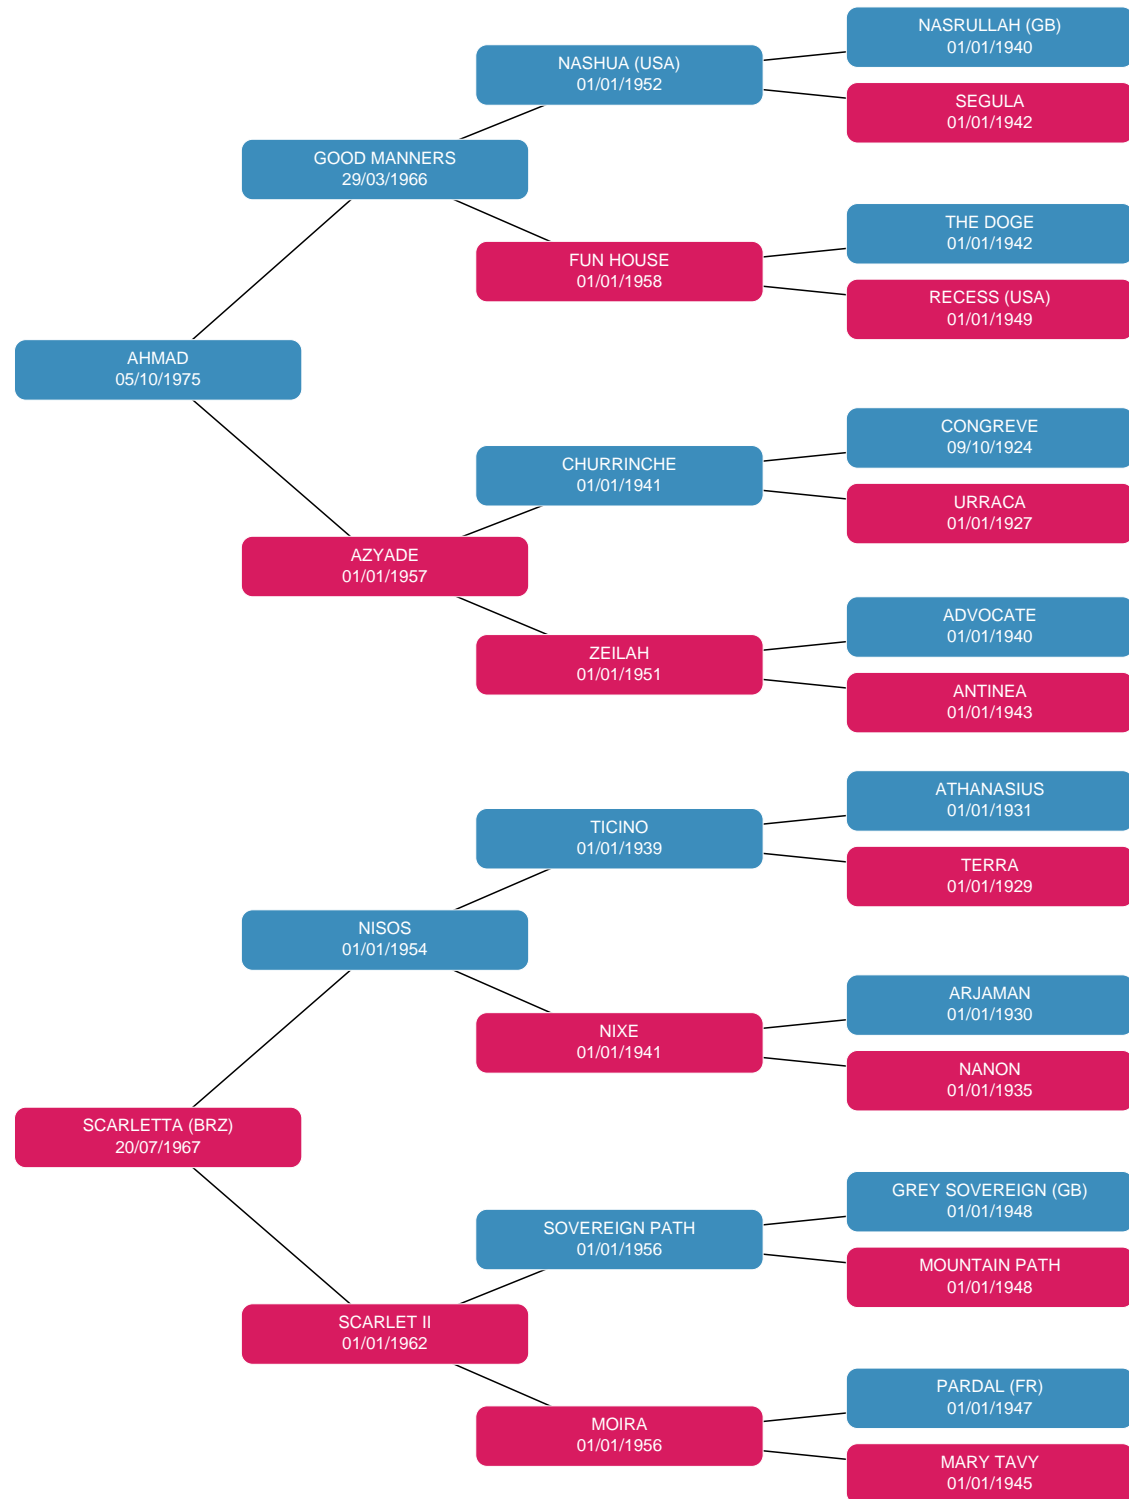 NASRULLAH (GB)
01/01/1940
NASHUA (USA)
01/01/1952
SEGULA
01/01/1942
GOOD MANNERS
29/03/1966
THE DOGE
01/01/1942
FUN HOUSE
01/01/1958
RECESS (USA)
01/01/1949
AHMAD
05/10/1975
CONGREVE
09/10/1924
CHURRINCHE
01/01/1941
URRACA
01/01/1927
AZYADE
01/01/1957
ADVOCATE
01/01/1940
ZEILAH
01/01/1951
ANTINEA
01/01/1943
ATHANASIUS
01/01/1931
TICINO
01/01/1939
TERRA
01/01/1929
NISOS
01/01/1954
ARJAMAN
01/01/1930
NIXE
01/01/1941
NANON
01/01/1935
SCARLETTA (BRZ)
20/07/1967
GREY SOVEREIGN (GB)
01/01/1948
SOVEREIGN PATH
01/01/1956
MOUNTAIN PATH
01/01/1948
SCARLET II
01/01/1962
PARDAL (FR)
01/01/1947
MOIRA
01/01/1956
MARY TAVY
01/01/1945